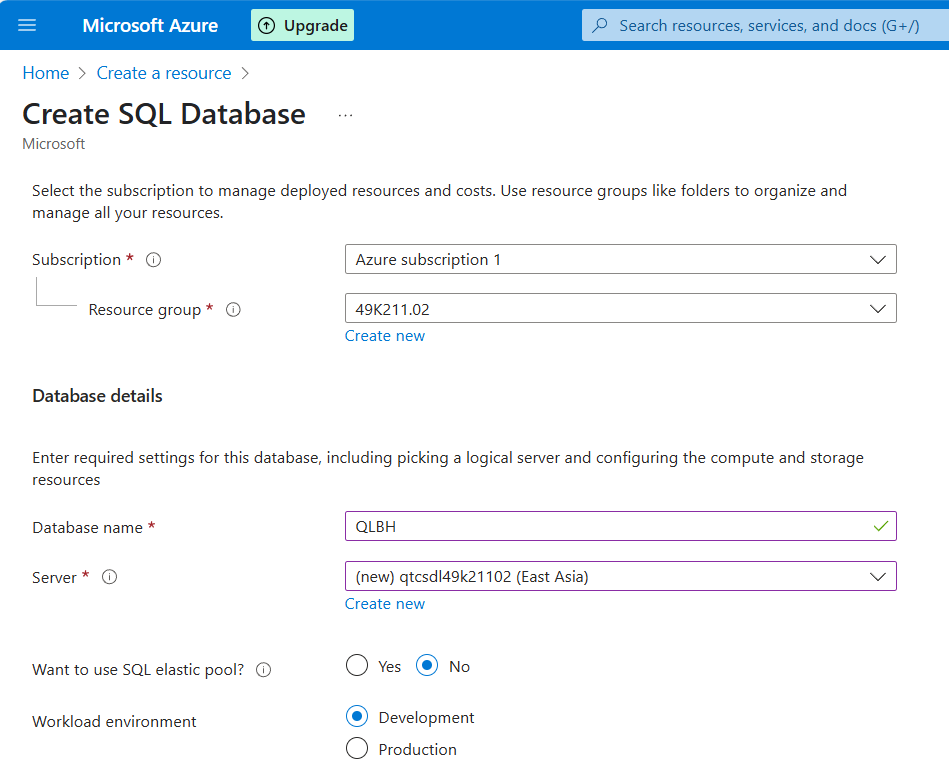 Microsoft Azure
Upgrade
Search resources, services, and docs (G+/)
Home > Create a resource >
Create SQL Database ...
Microsoft
Select the subscription to manage deployed resources and costs. Use resource groups like folders to organize and
manage all your resources.
Subscription *
Azure subscription 1
Resource group *
49K211.02
Create new
Database details
Enter required settings for this database, including picking a logical server and configuring the compute and storage
resources
Database name *
QLBH
Server *
(new) qtcsdl49k21102 (East Asia)
Create new
Want to use SQL elastic pool?
Yes
No
Workload environment
Development
Production